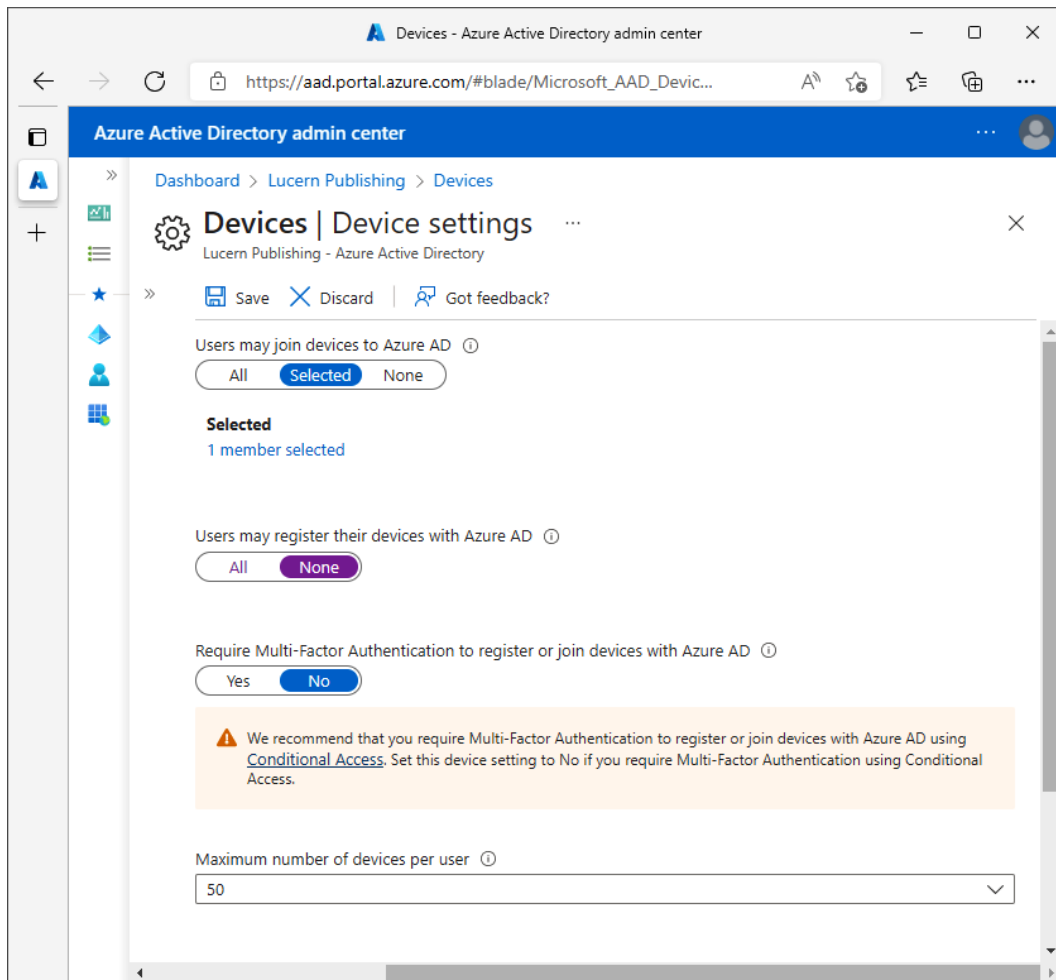 Devices - Azure Active Directory admin center
https://aad.portal.azure.com/#blade/Microsoft_AAD_Devic...
Azure Active Directory admin center
Dashboard > Lucern Publishing > Devices
Devices | Device settings
Lucern Publishing - Azure Active Directory
Save Discard Got feedback?
Users may join devices to Azure AD
All Selected None
Selected
1 member selected
Users may register their devices with Azure AD
All None
Require Multi-Factor Authentication to register or join devices with Azure AD
Yes No
We recommend that you require Multi-Factor Authentication to register or join devices with Azure AD using
Conditional Access. Set this device setting to No if you require Multi-Factor Authentication using Conditional
Access.
Maximum number of devices per user
50